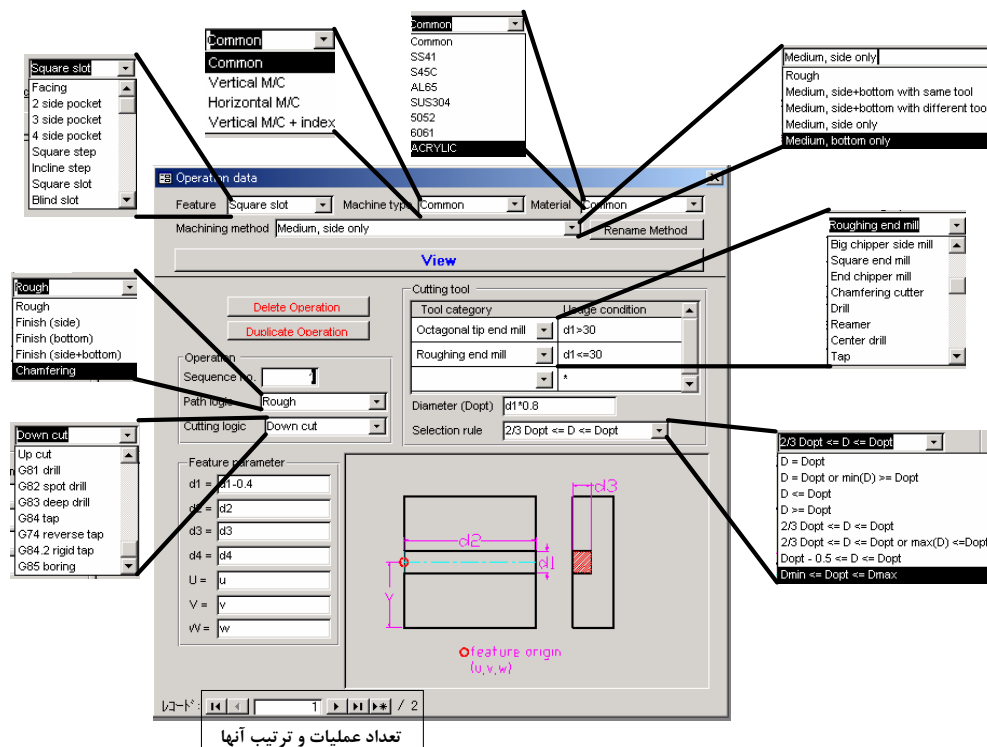 Common
Common
Vertical M/C
Horizontal M/C
Vertical M/C + index
Common
Common
SS41
S45C
AL65
SUS304
5052
6061
ACRYLIC
Square slot
Facing
2 side pocket
3 side pocket
4 side pocket
Square step
Incline step
Square slot
Blind slot
Medium, side only
Rough
Medium, side+bottom with same tool
Medium, side+bottom with different too
Medium, side only
Medium, bottom only
Operation data
Feature Square slot Machine type Common Material Common
Machining method Medium, side only Rename Method
View
Roughing end mill
Big chipper side mill
Square end mill
End chipper mill
Chamfering cutter
Drill
Reamer
Center drill
Tap
Rough
Rough
Finish (side)
Finish (bottom)
Finish (side+bottom)
Chamfering
Delete Operation
Duplicate Operation
Cutting tool
Tool category Usage condition
Octagonal tip end mill d1>30
Roughing end mill d1<=30
*
Diameter (Dopt) d1*0.8
Selection rule 2/3 Dopt <= D <= Dopt
Operation
Sequence no.
Path logic Rough
Cutting logic Down cut
Down cut
Up cut
G81 drill
G82 spot drill
G83 deep drill
G84 tap
G74 reverse tap
G84.2 rigid tap
G85 boring
2/3 Dopt <= D <= Dopt
D = Dopt
D = Dopt or min(D) >= Dopt
D <= Dopt
D >= Dopt
2/3 Dopt <= D <= Dopt
2/3 Dopt <= D <= Dopt or max(D) <=Dopt
Dopt - 0.5 <= D <= Dopt
Dmin <= Dopt <= Dmax
Feature parameter
d1 = d1-0.4
d2 = d2
d3 = d3
d4 = d4
U = u
V = v
W = w
d3
d2
d1
Y
feature origin
(u,v,w)
レコード: 1 / 2
تعداد عملیات و ترتیب آنها